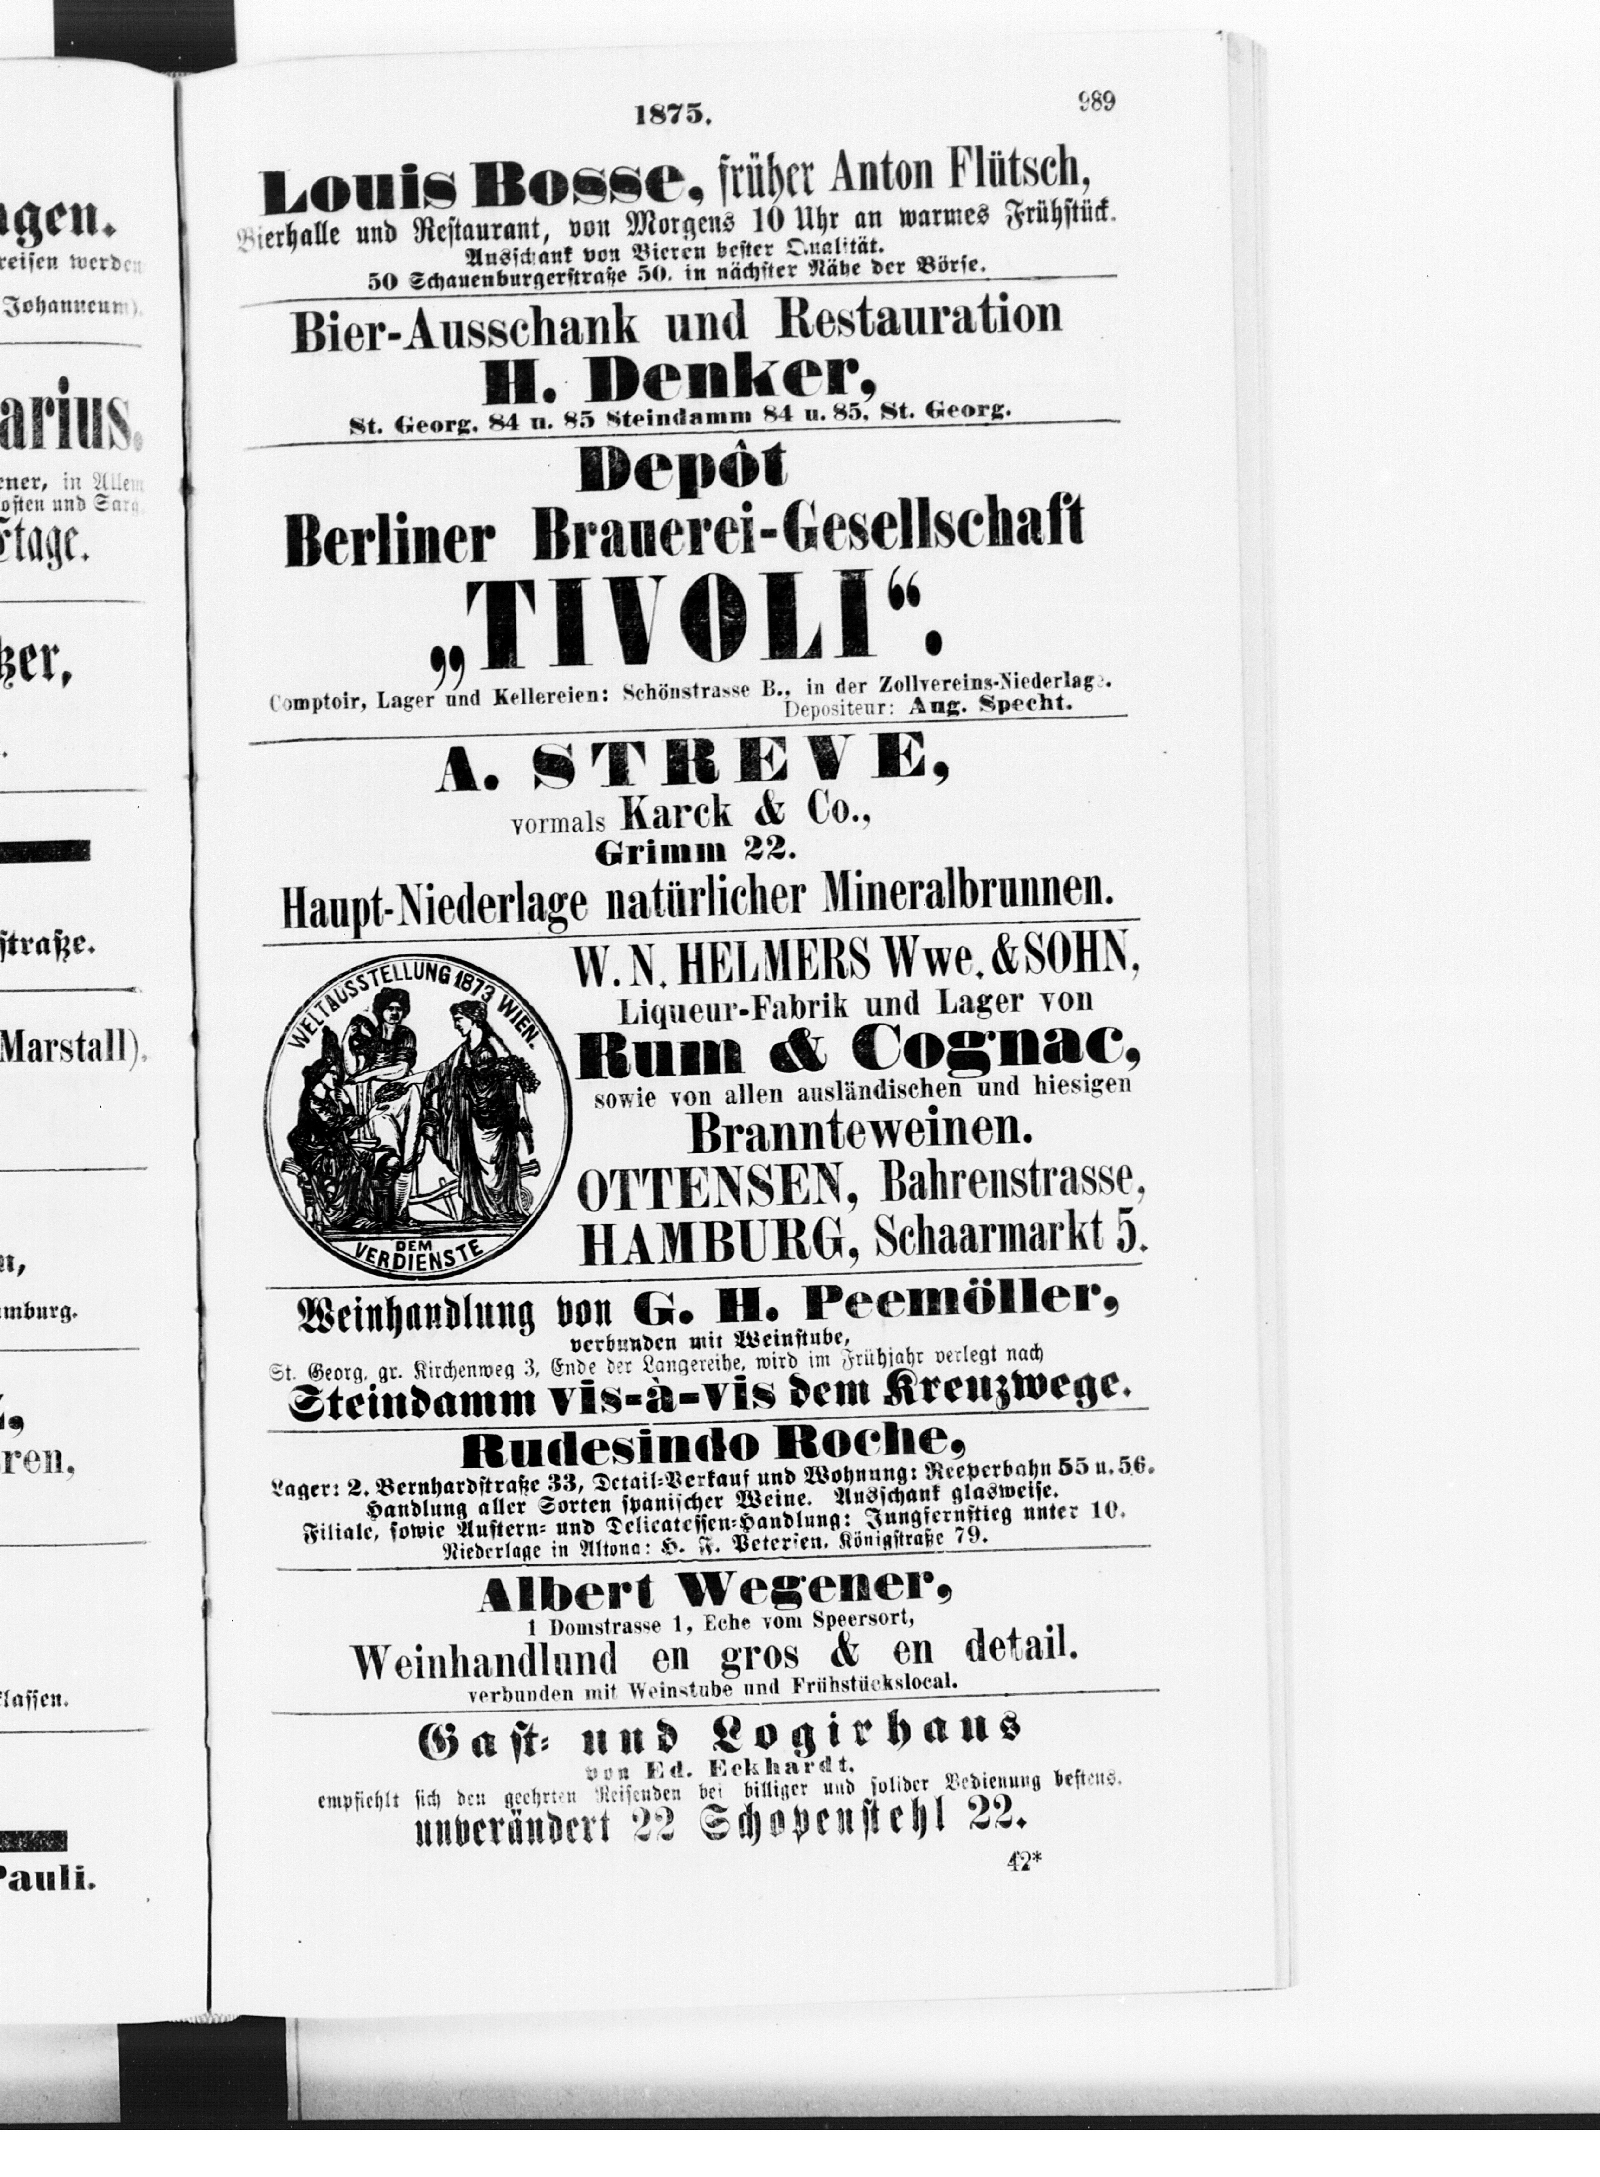 1875.
989
Louis Bosse, früher Anton Flütsch,
Bierhalle und Restaurant, von Morgens 10 Uhr an warmes Frühstück.
Ausschank von Bieren bester Qualität.
50 Schauenburgerstraße 50, in nächster Nähe der Börse.
Bier-Ausschank und Restauration
H. Denker,
St. Georg, 84 u. 85 Steindamm 84 u. 85, St. Georg.
Depôt
Berliner Brauerei-Gesellschaft
„TIVOLI“.
Comptoir, Lager und Kellereien: Schönstrasse B., in der Zollvereins-Niederlage.
Depositeur: Aug. Specht.
A. STREVE,
vormals Karck & Co.,
Grimm 22.
Haupt-Niederlage natürlicher Mineralbrunnen.
WELTAUSSTELLUNG 1873 WIEN.
DEM
VERDIENSTE
W. N. HELMERS Wwe. & SOHN,
Liqueur-Fabrik und Lager von
Rum & Cognac,
sowie von allen ausländischen und hiesigen
Brannteweinen.
OTTENSEN, Bahrenstrasse,
HAMBURG, Schaarmarkt 5.
Weinhandlung von G. H. Peemöller,
verbunden mit Weinstube,
St. Georg, gr. Kirchenweg 3, Ende der Langereihe, wird im Frühjahr verlegt nach
Steindamm vis-à-vis dem Kreuzwege.
Rudesindo Roche,
Lager: 2. Bernhardstraße 33, Detail-Verkauf und Wohnung: Reeperbahn 55 u. 56.
Handlung aller Sorten spanischer Weine. Ausschank glasweise.
Filiale, sowie Austern- und Delicatessen-Handlung: Jungfernstieg unter 10.
Niederlage in Altona: H. F. Petersen, Königstraße 79.
Albert Wegener,
1 Domstrasse 1, Eche vom Speersort,
Weinhandlund en gros & en detail.
verbunden mit Weinstube und Frühstückslocal.
Gast- und Logirhaus
von Ed. Eckhardt.
empfiehlt sich den geehrten Reisenden bei billiger und solider Bedienung bestens.
unverändert 22 Schopenstehl 22.
42*